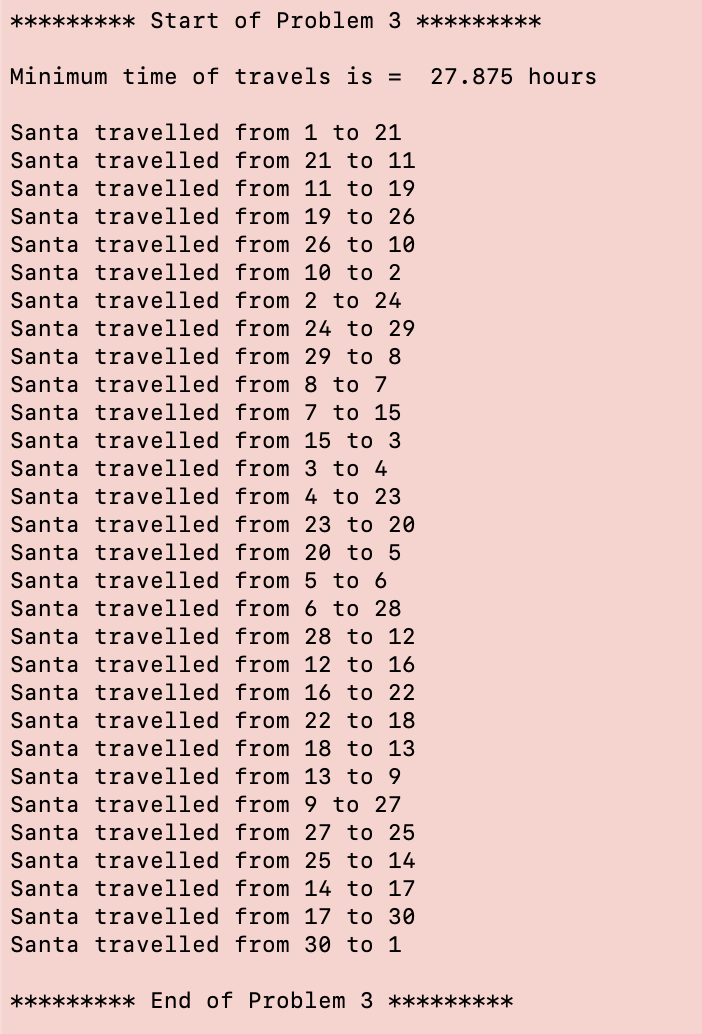 ********* Start of Problem 3 *********
Minimum time of travels is =  27.875 hours
Santa travelled from 1 to 21
Santa travelled from 21 to 11
Santa travelled from 11 to 19
Santa travelled from 19 to 26
Santa travelled from 26 to 10
Santa travelled from 10 to 2
Santa travelled from 2 to 24
Santa travelled from 24 to 29
Santa travelled from 29 to 8
Santa travelled from 8 to 7
Santa travelled from 7 to 15
Santa travelled from 15 to 3
Santa travelled from 3 to 4
Santa travelled from 4 to 23
Santa travelled from 23 to 20
Santa travelled from 20 to 5
Santa travelled from 5 to 6
Santa travelled from 6 to 28
Santa travelled from 28 to 12
Santa travelled from 12 to 16
Santa travelled from 16 to 22
Santa travelled from 22 to 18
Santa travelled from 18 to 13
Santa travelled from 13 to 9
Santa travelled from 9 to 27
Santa travelled from 27 to 25
Santa travelled from 25 to 14
Santa travelled from 14 to 17
Santa travelled from 17 to 30
Santa travelled from 30 to 1
********* End of Problem 3 *********